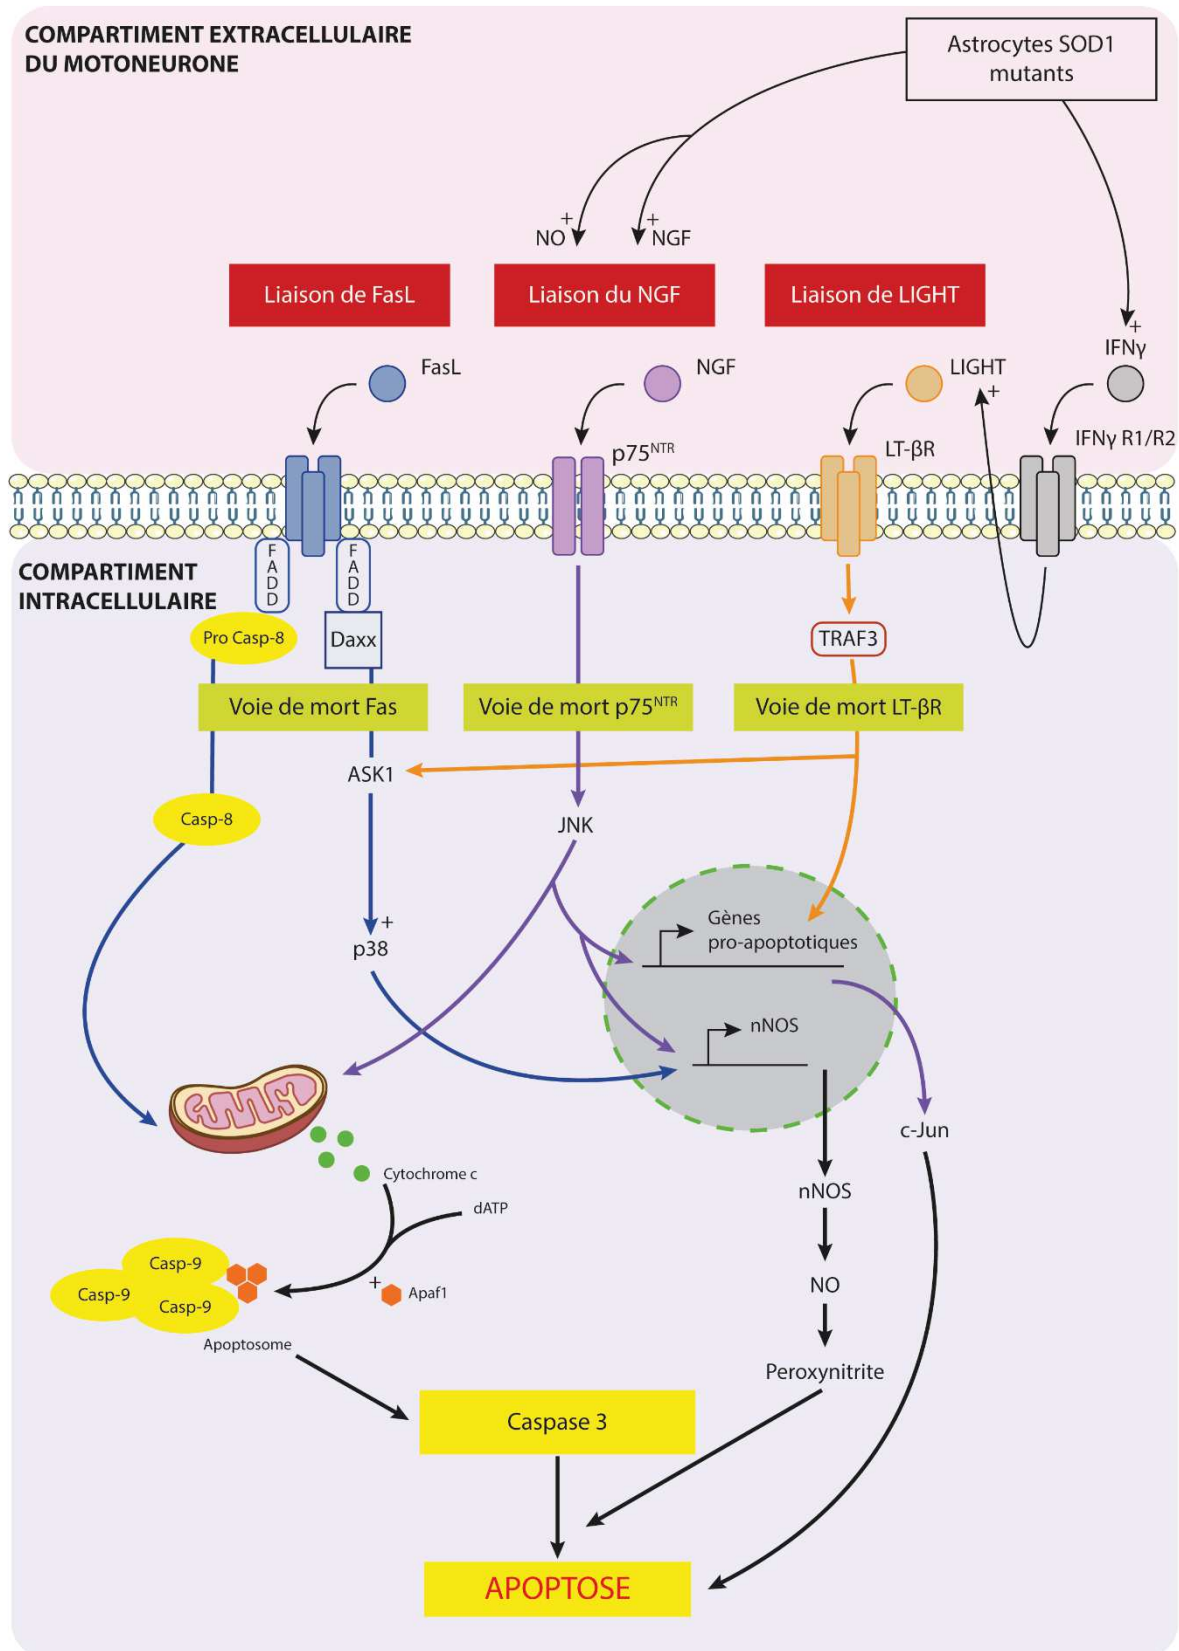 COMPARTIMENT EXTRACELLULAIRE
DU MOTONEURONE
Astrocytes SOD1
mutants
+
NO
+
NGF
Liaison de FasL
Liaison du NGF
Liaison de LIGHT
+
IFNγ
FasL
NGF
LIGHT
+
p75NTR
LT-βR
IFNγ R1/R2
COMPARTIMENT
INTRACELLULAIRE
FADD
FADD
Pro Casp-8
Daxx
TRAF3
Voie de mort Fas
Voie de mort p75NTR
Voie de mort LT-βR
ASK1
Casp-8
JNK
+
p38
Gènes
pro-apoptotiques
nNOS
c-Jun
Cytochrome c
dATP
nNOS
Casp-9
Casp-9
Casp-9
+
Apaf1
NO
Apoptosome
Peroxynitrite
Caspase 3
APOPTOSE